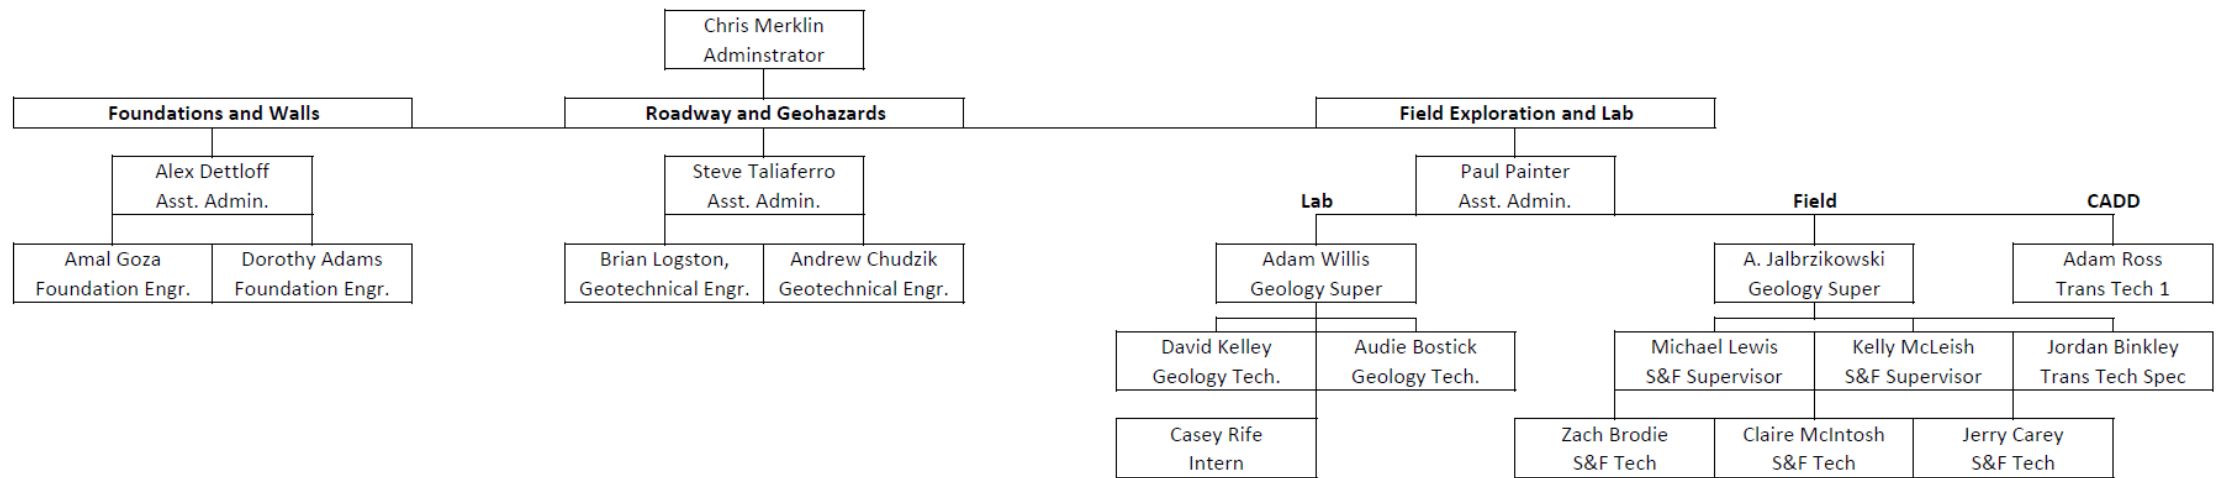 Chris Merklin
Adminstrator
Foundations and Walls
Roadway and Geohazards
Field Exploration and Lab
Alex Dettloff
Asst. Admin.
Steve Taliaferro
Asst. Admin.
Paul Painter
Asst. Admin.
Lab
Field
CADD
Amal Goza
Foundation Engr.
Dorothy Adams
Foundation Engr.
Brian Logston,
Geotechnical Engr.
Andrew Chudzik
Geotechnical Engr.
Adam Willis
Geology Super
A. Jalbrzikowski
Geology Super
Adam Ross
Trans Tech 1
David Kelley
Geology Tech.
Audie Bostick
Geology Tech.
Michael Lewis
S&F Supervisor
Kelly McLeish
S&F Supervisor
Jordan Binkley
Trans Tech Spec
Casey Rife
Intern
Zach Brodie
S&F Tech
Claire McIntosh
S&F Tech
Jerry Carey
S&F Tech